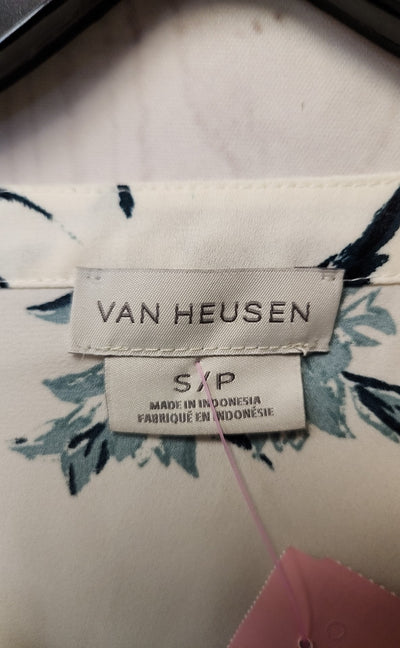 VAN HEUSEN
S/P
MADE IN INDONESIA
FABRIQUÉ EN INDONÉSIE